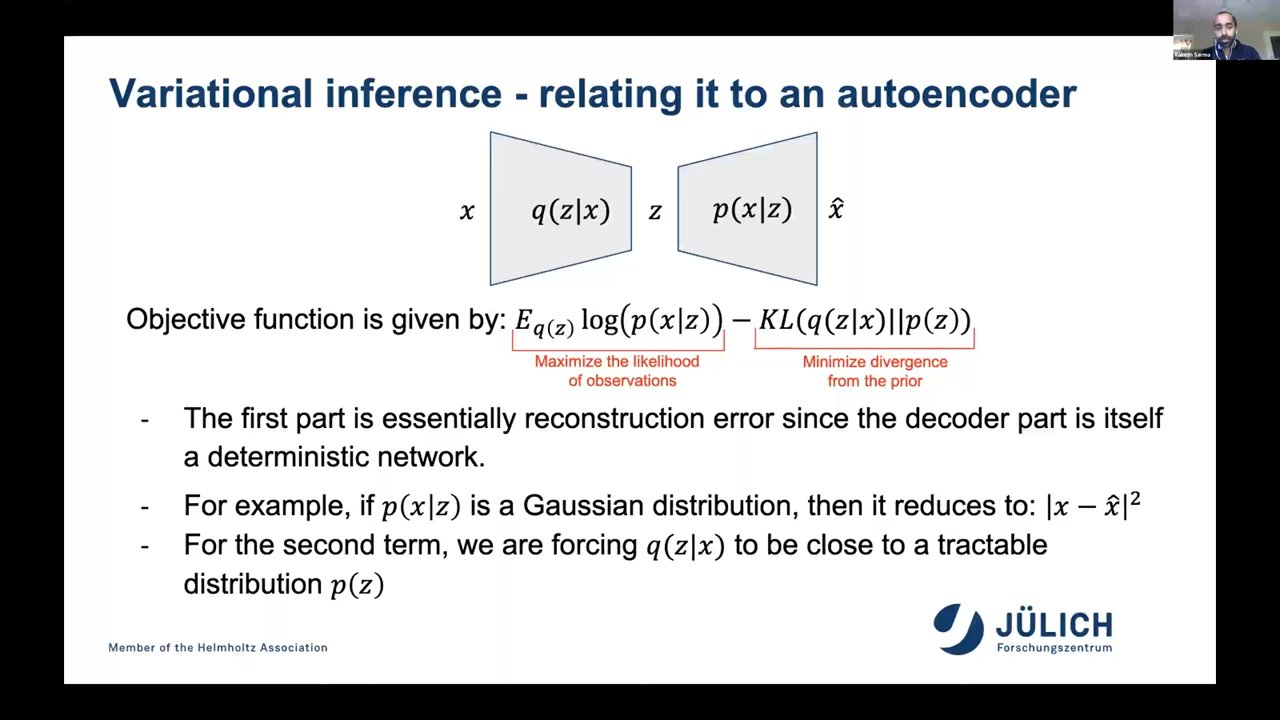 Rakesh Sarma
Variational inference - relating it to an autoencoder
x q(z|x) z p(x|z) x̂
Objective function is given by: E_{q(z)} log(p(x|z)) − KL(q(z|x)||p(z))
Maximize the likelihood of observations
Minimize divergence from the prior
- The first part is essentially reconstruction error since the decoder part is itself
a deterministic network.
- For example, if p(x|z) is a Gaussian distribution, then it reduces to: |x − x̂|²
- For the second term, we are forcing q(z|x) to be close to a tractable
distribution p(z)
Member of the Helmholtz Association
JÜLICH
Forschungszentrum